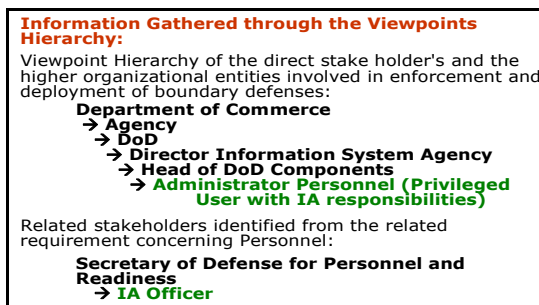 Information Gathered through the Viewpoints
Hierarchy:
Viewpoint Hierarchy of the direct stake holder's and the
higher organizational entities involved in enforcement and
deployment of boundary defenses:
Department of Commerce
→ Agency
→ DoD
→ Director Information System Agency
→ Head of DoD Components
→ Administrator Personnel (Privileged
User with IA responsibilities)
Related stakeholders identified from the related
requirement concerning Personnel:
Secretary of Defense for Personnel and
Readiness
→ IA Officer